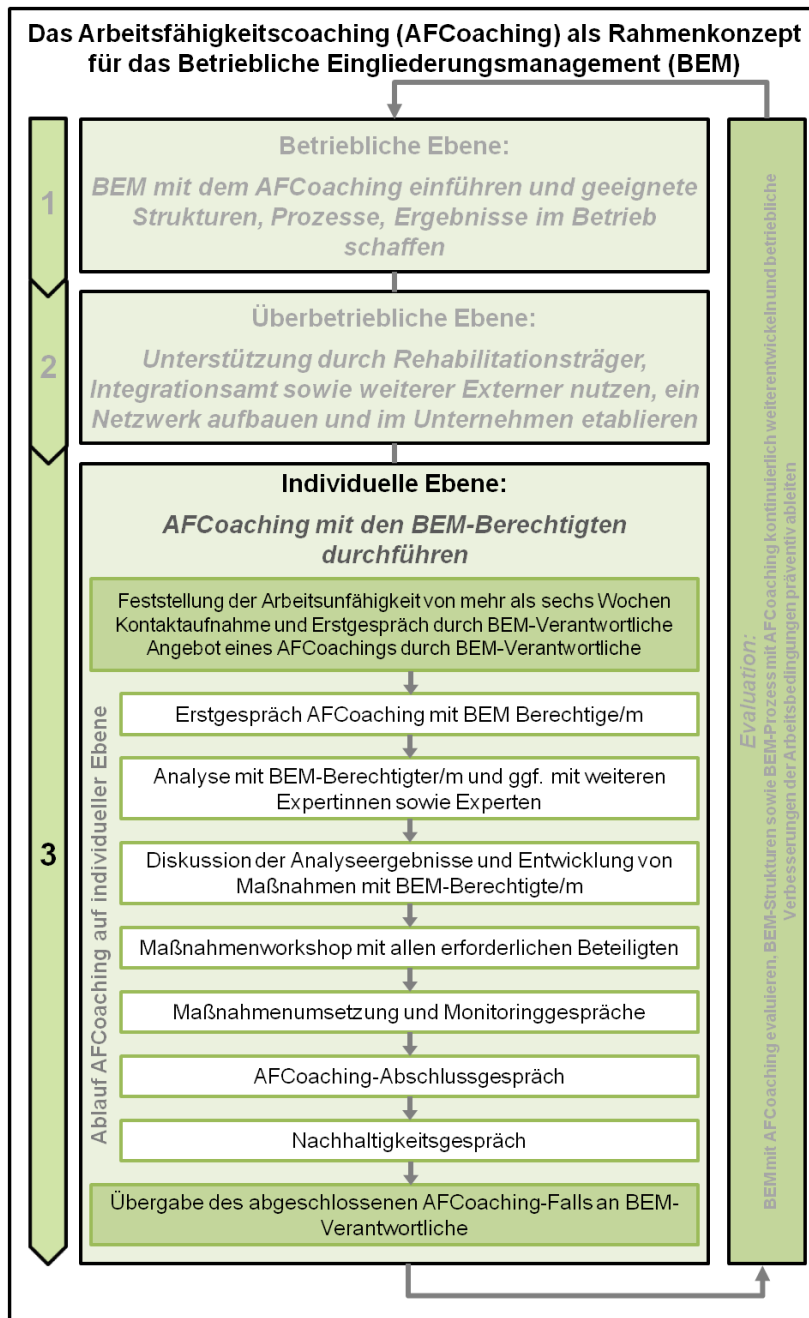 Das Arbeitsfähigkeitscoaching (AFCoaching) als Rahmenkonzept
für das Betriebliche Eingliederungsmanagement (BEM)
1
Betriebliche Ebene:
BEM mit dem AFCoaching einführen und geeignete
Strukturen, Prozesse, Ergebnisse im Betrieb
schaffen
2
Überbetriebliche Ebene:
Unterstützung durch Rehabilitationsträger,
Integrationsamt sowie weiterer Externer nutzen, ein
Netzwerk aufbauen und im Unternehmen etablieren
3
Individuelle Ebene:
AFCoaching mit den BEM-Berechtigten
durchführen
Ablauf AFCoaching auf individueller Ebene
Feststellung der Arbeitsunfähigkeit von mehr als sechs Wochen
Kontaktaufnahme und Erstgespräch durch BEM-Verantwortliche
Angebot eines AFCoachings durch BEM-Verantwortliche
Erstgespräch AFCoaching mit BEM Berechtige/m
Analyse mit BEM-Berechtigter/m und ggf. mit weiteren
Expertinnen sowie Experten
Diskussion der Analyseergebnisse und Entwicklung von
Maßnahmen mit BEM-Berechtigte/m
Maßnahmenworkshop mit allen erforderlichen Beteiligten
Maßnahmenumsetzung und Monitoringgespräche
AFCoaching-Abschlussgespräch
Nachhaltigkeitsgespräch
Übergabe des abgeschlossenen AFCoaching-Falls an BEM-
Verantwortliche
Evaluation:
BEM mit AFCoaching evaluieren, BEM-Strukturen sowie BEM-Prozess mit AFCoaching kontinuierlich weiterentwickeln und betriebliche
Verbesserungen der Arbeitsbedingungen präventiv ableiten